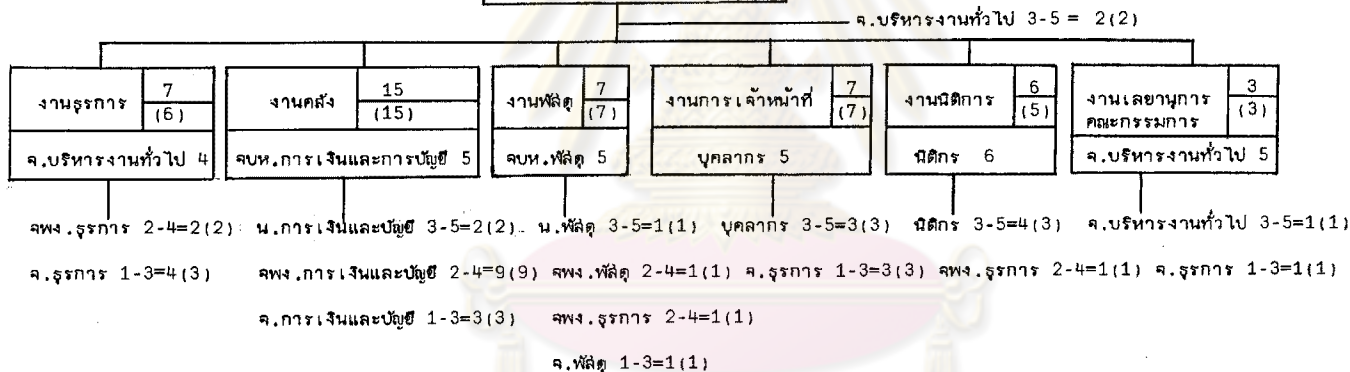 จ.บริหารงานทั่วไป 3-5 = 2(2)
งานธุรการ 7 (6)
จ.บริหารงานทั่วไป 4
จพง.ธุรการ 2-4=2(2)
จ.ธุรการ 1-3=4(3)
งานคลัง 15 (15)
จบห.การเงินและการบัญชี 5
น.การเงินและบัญชี 3-5=2(2)
จพง.การเงินและบัญชี 2-4=9(9)
จ.การเงินและบัญชี 1-3=3(3)
งานพัสดุ 7 (7)
จบห.พัสดุ 5
น.พัสดุ 3-5=1(1)
จพง.พัสดุ 2-4=1(1)
จพง.ธุรการ 2-4=1(1)
จ.พัสดุ 1-3=1(1)
งานการเจ้าหน้าที่ 7 (7)
บุคลากร 5
บุคลากร 3-5=3(3)
จ.ธุรการ 1-3=3(3)
งานนิติการ 6 (5)
นิติกร 6
นิติกร 3-5=4(3)
จพง.ธุรการ 2-4=1(1)
งานเลขานุการ 3
คณะกรรมการ (3)
จ.บริหารงานทั่วไป 5
จ.บริหารงานทั่วไป 3-5=1(1)
จ.ธุรการ 1-3=1(1)